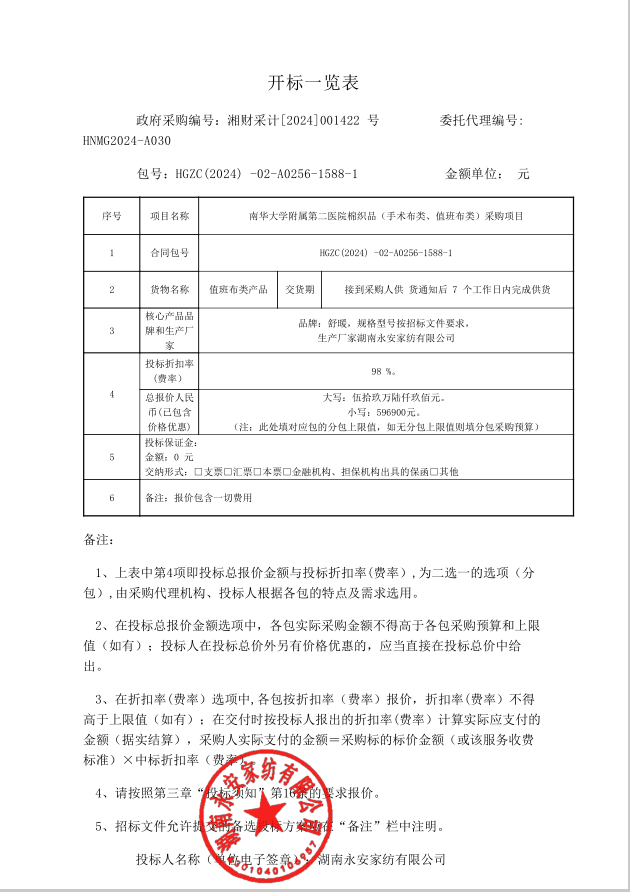 开标一览表
政府采购编号：湘财采计[2024]001422 号 委托代理编号：
HNMG2024-A030
包号：HGZC(2024) -02-A0256-1588-1 金额单位： 元
序号 项目名称 南华大学附属第二医院棉织品（手术布类、值班布类）采购项目
1 合同包号 HGZC(2024) -02-A0256-1588-1
2 货物名称 值班布类产品 交货期 接到采购人供 货通知后 7 个工作日内完成供货
3 核心产品品
牌和生产厂
家
品牌：舒暖，规格型号按招标文件要求，
生产厂家湖南永安家纺有限公司
4 投标折扣率
(费率）
98 %。
总报价人民
币(已包含
价格优惠)
大写：伍拾玖万陆仟玖佰元。
小写：596900元。
（注：此处填对应包的分包上限值，如无分包上限值则填分包采购预算）
5 投标保证金：
金额：0 元
交纳形式：□支票□汇票□本票□金融机构、担保机构出具的保函□其他
6 备注：报价包含一切费用
备注：
1、上表中第4项即投标总报价金额与投标折扣率(费率）,为二选一的选项（分
包）,由采购代理机构、投标人根据各包的特点及需求选用。
2、在投标总报价金额选项中，各包实际采购金额不得高于各包采购预算和上限
值（如有）；投标人在投标总价外另有价格优惠的，应当直接在投标总价中给
出。
3、在折扣率(费率）选项中,各包按折扣率（费率）报价，折扣率(费率）不得
高于上限值（如有）；在交付时按投标人报出的折扣率(费率）计算实际应支付的
金额（据实结算），采购人实际支付的金额＝采购标的标价金额（或该服务收费
标准）×中标折扣率（费率）。
4、请按照第三章“投标须知”第16条的要求报价。
5、招标文件允许提交的备选投标方案应在“备注”栏中注明。
投标人名称（单位电子签章）：湖南永安家纺有限公司
湖南永安家纺有限公司